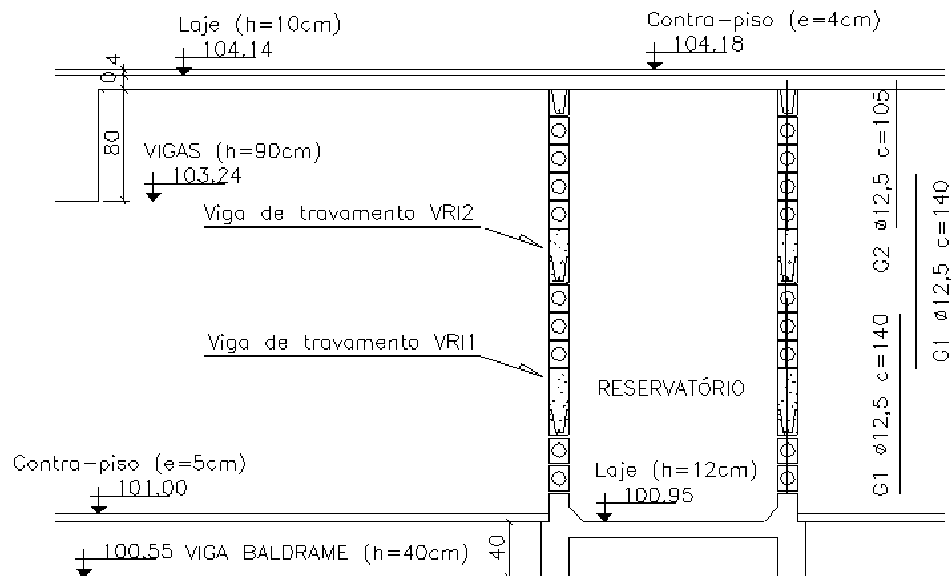 Laje (h=10cm)
104.14
Contra-piso (e=4cm)
104.18
4
80
VIGAS (h=90cm)
103.24
Viga de travamento VRI2
Viga de travamento VRI1
RESERVATÓRIO
G2 ø12,5 c=105
G1 ø12,5 c=140
G1 ø12,5 c=140
Contra-piso (e=5cm)
101.00
Laje (h=12cm)
100.95
100.55 VIGA BALDRAME (h=40cm)
40